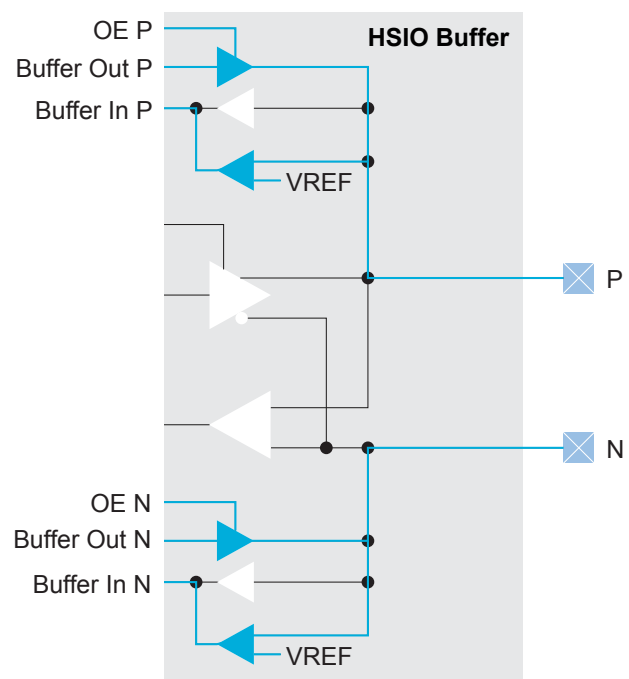 OE P
HSIO Buffer
Buffer Out P
Buffer In P
VREF
P
N
OE N
Buffer Out N
Buffer In N
VREF